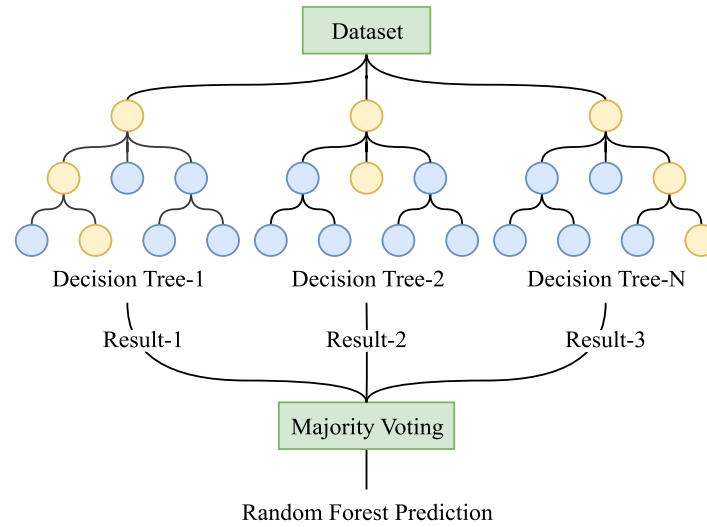 Dataset
Decision Tree-1
Decision Tree-2
Decision Tree-N
Result-1
Result-2
Result-3
Majority Voting
Random Forest Prediction